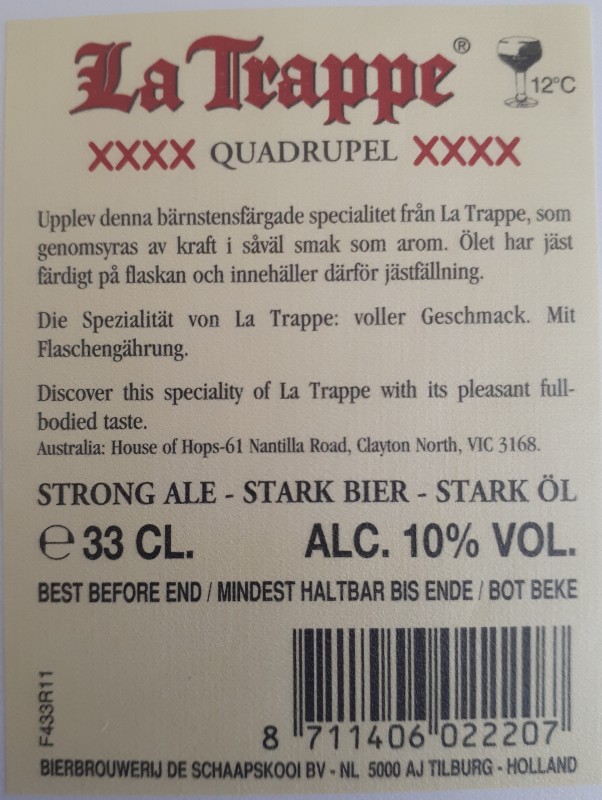 La Trappe®
12°C
XXXX QUADRUPEL XXXX
Upplev denna bärnstensfärgade specialitet från La Trappe, som
genomsyras av kraft i såväl smak som arom. Ölet har jäst
färdigt på flaskan och innehäller därför jästfällning.
Die Spezialität von La Trappe: voller Geschmack. Mit
Flaschengährung.
Discover this speciality of La Trappe with its pleasant full-
bodied taste.
Australia: House of Hops-61 Nantilla Road, Clayton North, VIC 3168.
STRONG ALE - STARK BIER - STARK ÖL
℮ 33 CL. ALC. 10% VOL.
BEST BEFORE END / MINDEST HALTBAR BIS ENDE / BOT BEKE
F433R11
8 711406 022207
BIERBROUWERIJ DE SCHAAPSKOOI BV - NL 5000 AJ TILBURG - HOLLAND